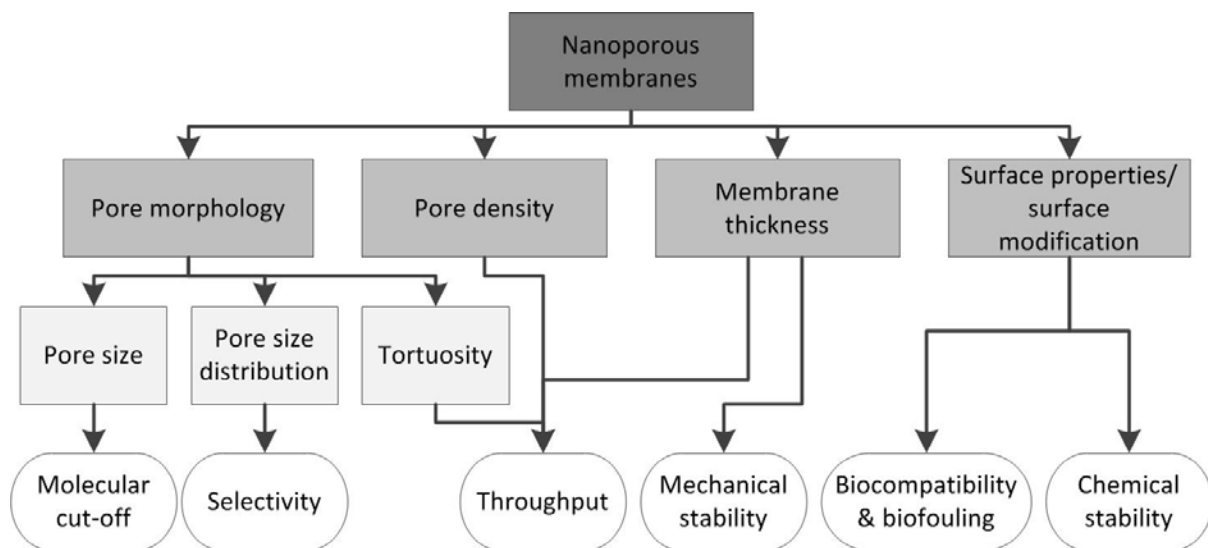 Nanoporous
membranes
Pore morphology
Pore density
Membrane
thickness
Surface properties/
surface
modification
Pore size
Pore size
distribution
Tortuosity
Molecular
cut-off
Selectivity
Throughput
Mechanical
stability
Biocompatibility
& biofouling
Chemical
stability